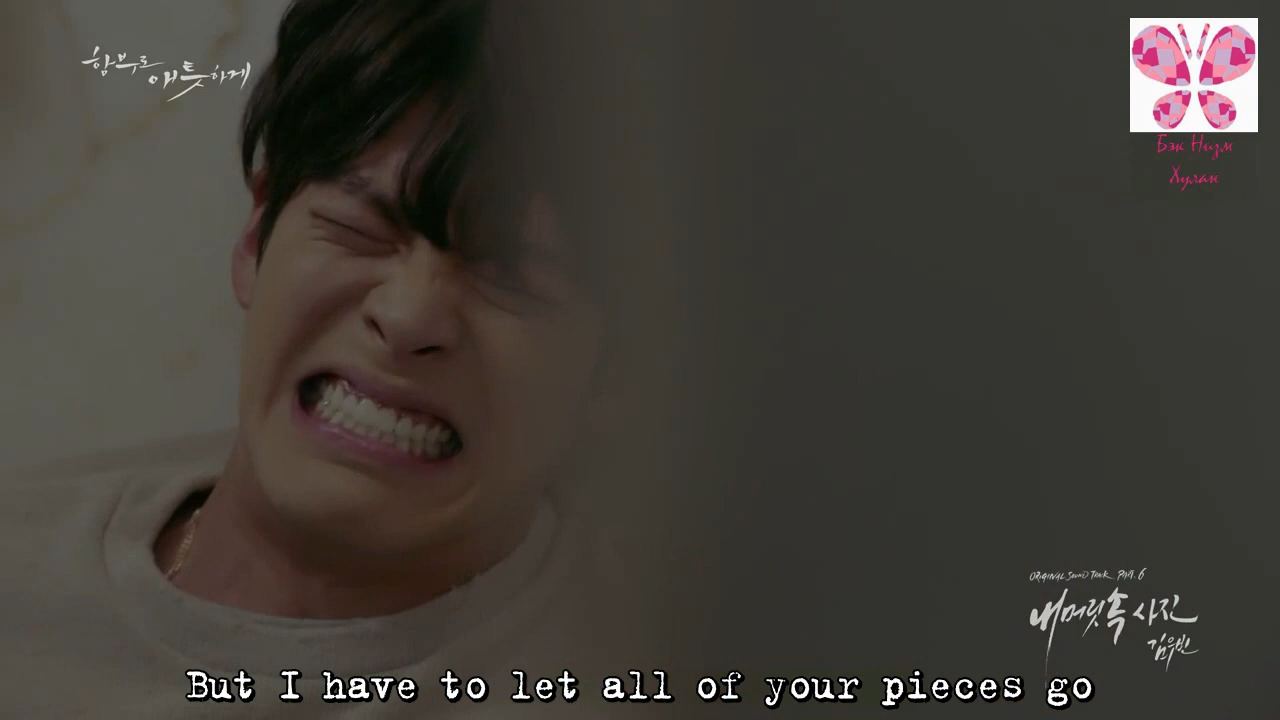 함부로
애틋하게
Бэк Низм
Хулан
ORIGINAL SOUND TRACK PART. 6
내 머릿속 사진
김우빈
But I have to let all of your pieces go